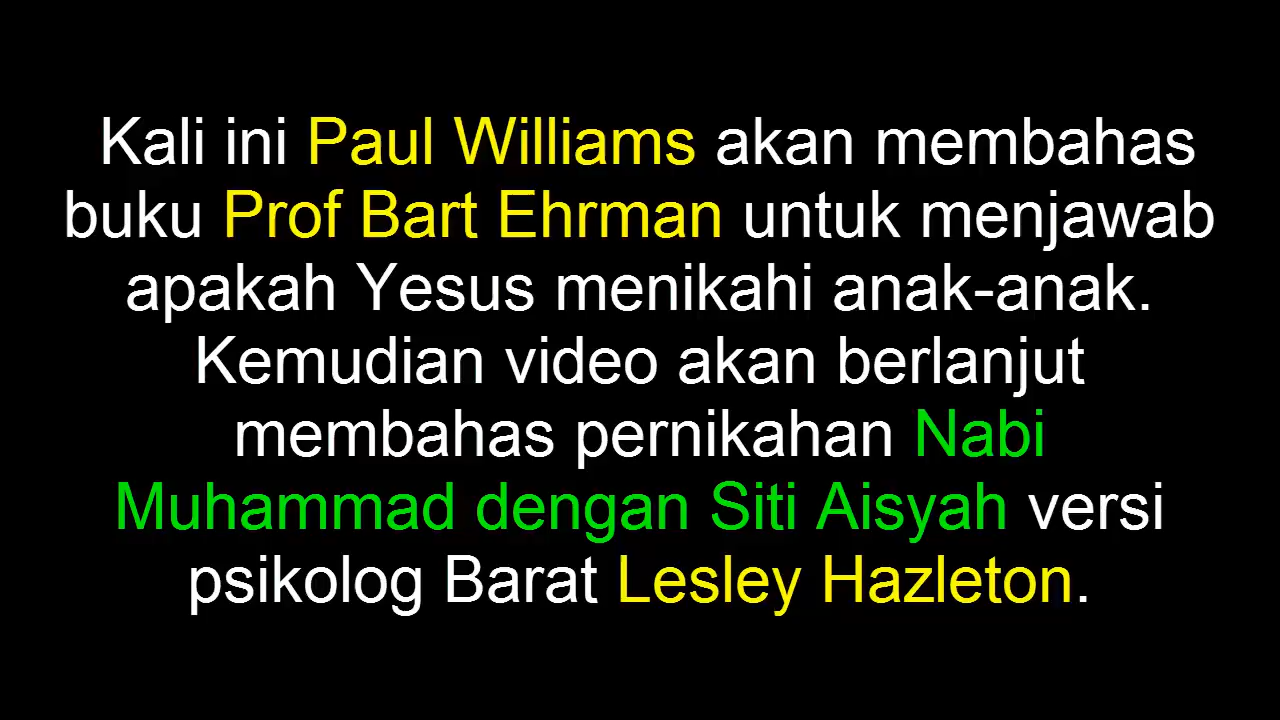 Kali ini Paul Williams akan membahas
buku Prof Bart Ehrman untuk menjawab
apakah Yesus menikahi anak-anak.
Kemudian video akan berlanjut
membahas pernikahan Nabi
Muhammad dengan Siti Aisyah versi
psikolog Barat Lesley Hazleton.